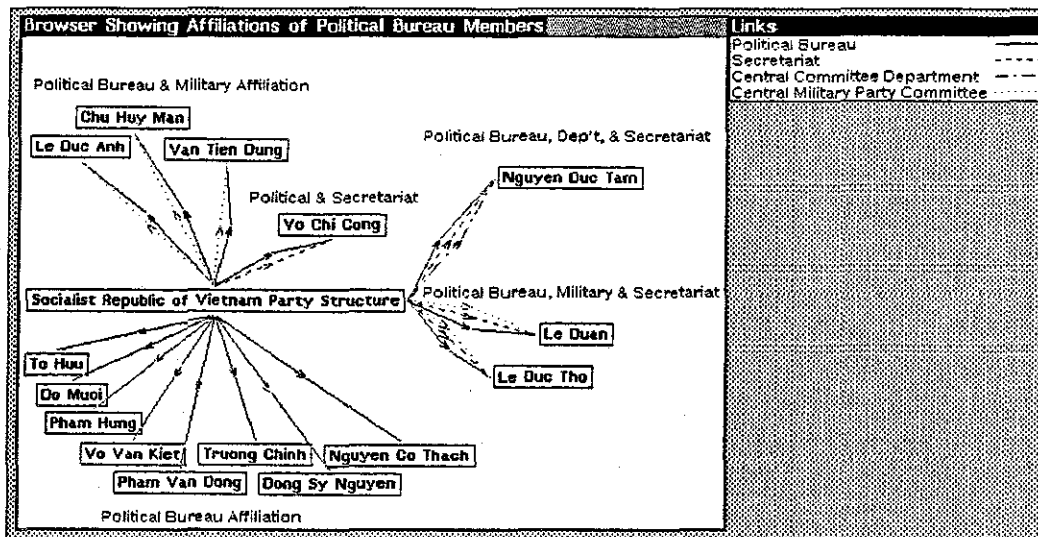 Browser Showing Affiliations of Political Bureau Members
Links
Political Bureau
Secretariat
Central Committee Department
Central Military Party Committee
Political Bureau & Military Affiliation
Chu Huy Man
Le Duc Anh
Van Tien Dung
Political Bureau, Dep't, & Secretariat
Nguyen Duc Tam
Political & Secretariat
Vo Chi Cong
Socialist Republic of Vietnam Party Structure
Political Bureau, Military & Secretariat
Le Duan
Le Duc Tho
To Huu
Do Muoi
Pham Hung
Vo Van Kiet
Truong Chinh
Nguyen Co Thach
Pham Van Dong
Dong Sy Nguyen
Political Bureau Affiliation